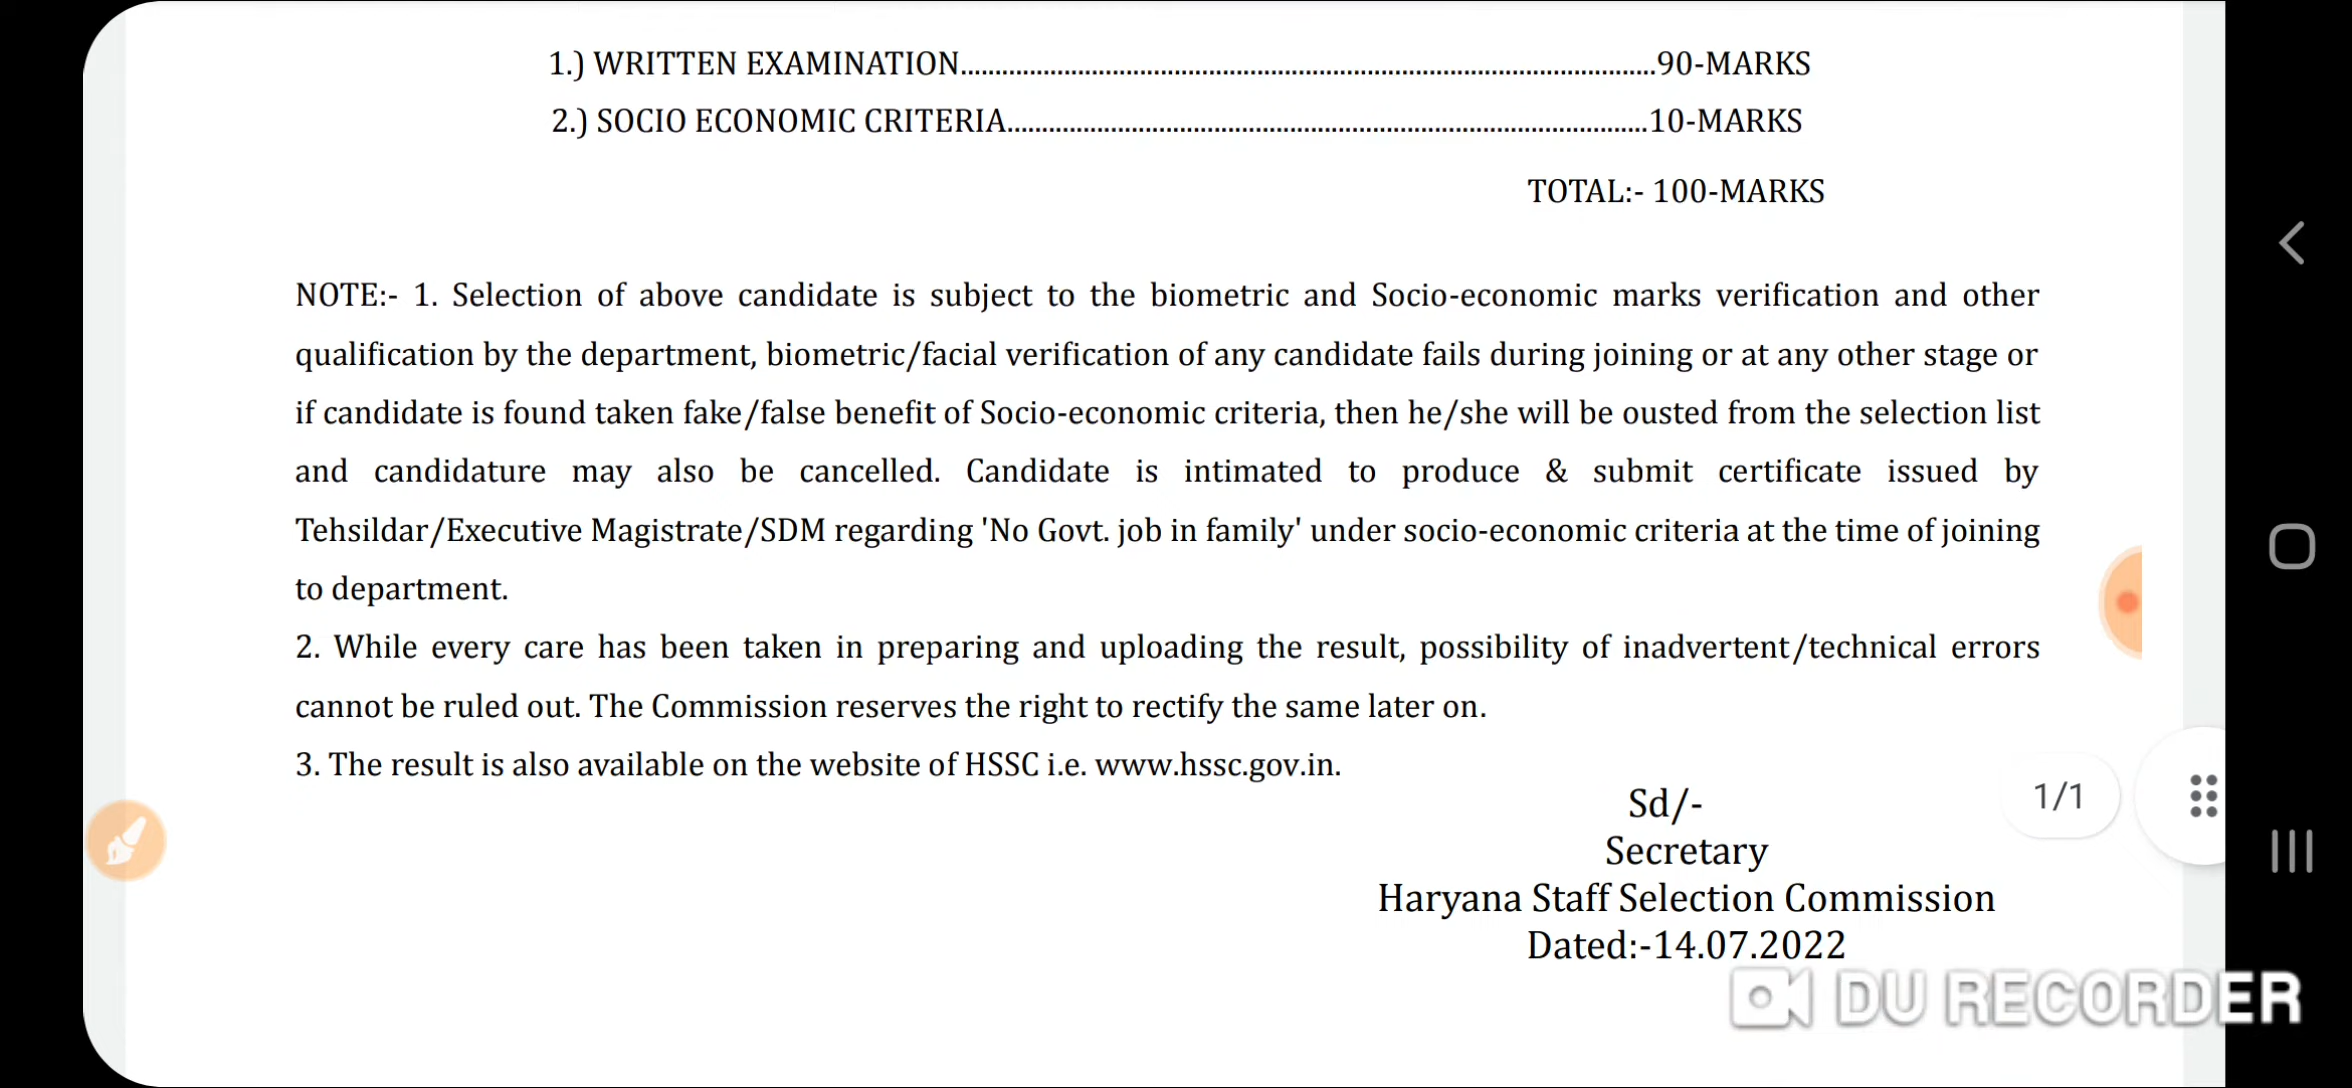 1.) WRITTEN EXAMINATION....................................................................................................90-MARKS
2.) SOCIO ECONOMIC CRITERIA............................................................................................10-MARKS
TOTAL:- 100-MARKS
NOTE:- 1. Selection of above candidate is subject to the biometric and Socio-economic marks verification and other
qualification by the department, biometric/facial verification of any candidate fails during joining or at any other stage or
if candidate is found taken fake/false benefit of Socio-economic criteria, then he/she will be ousted from the selection list
and candidature may also be cancelled. Candidate is intimated to produce & submit certificate issued by
Tehsildar/Executive Magistrate/SDM regarding 'No Govt. job in family' under socio-economic criteria at the time of joining
to department.
2. While every care has been taken in preparing and uploading the result, possibility of inadvertent/technical errors
cannot be ruled out. The Commission reserves the right to rectify the same later on.
3. The result is also available on the website of HSSC i.e. www.hssc.gov.in.
Sd/-
1/1
Secretary
Haryana Staff Selection Commission
Dated:-14.07.2022
DU RECORDER